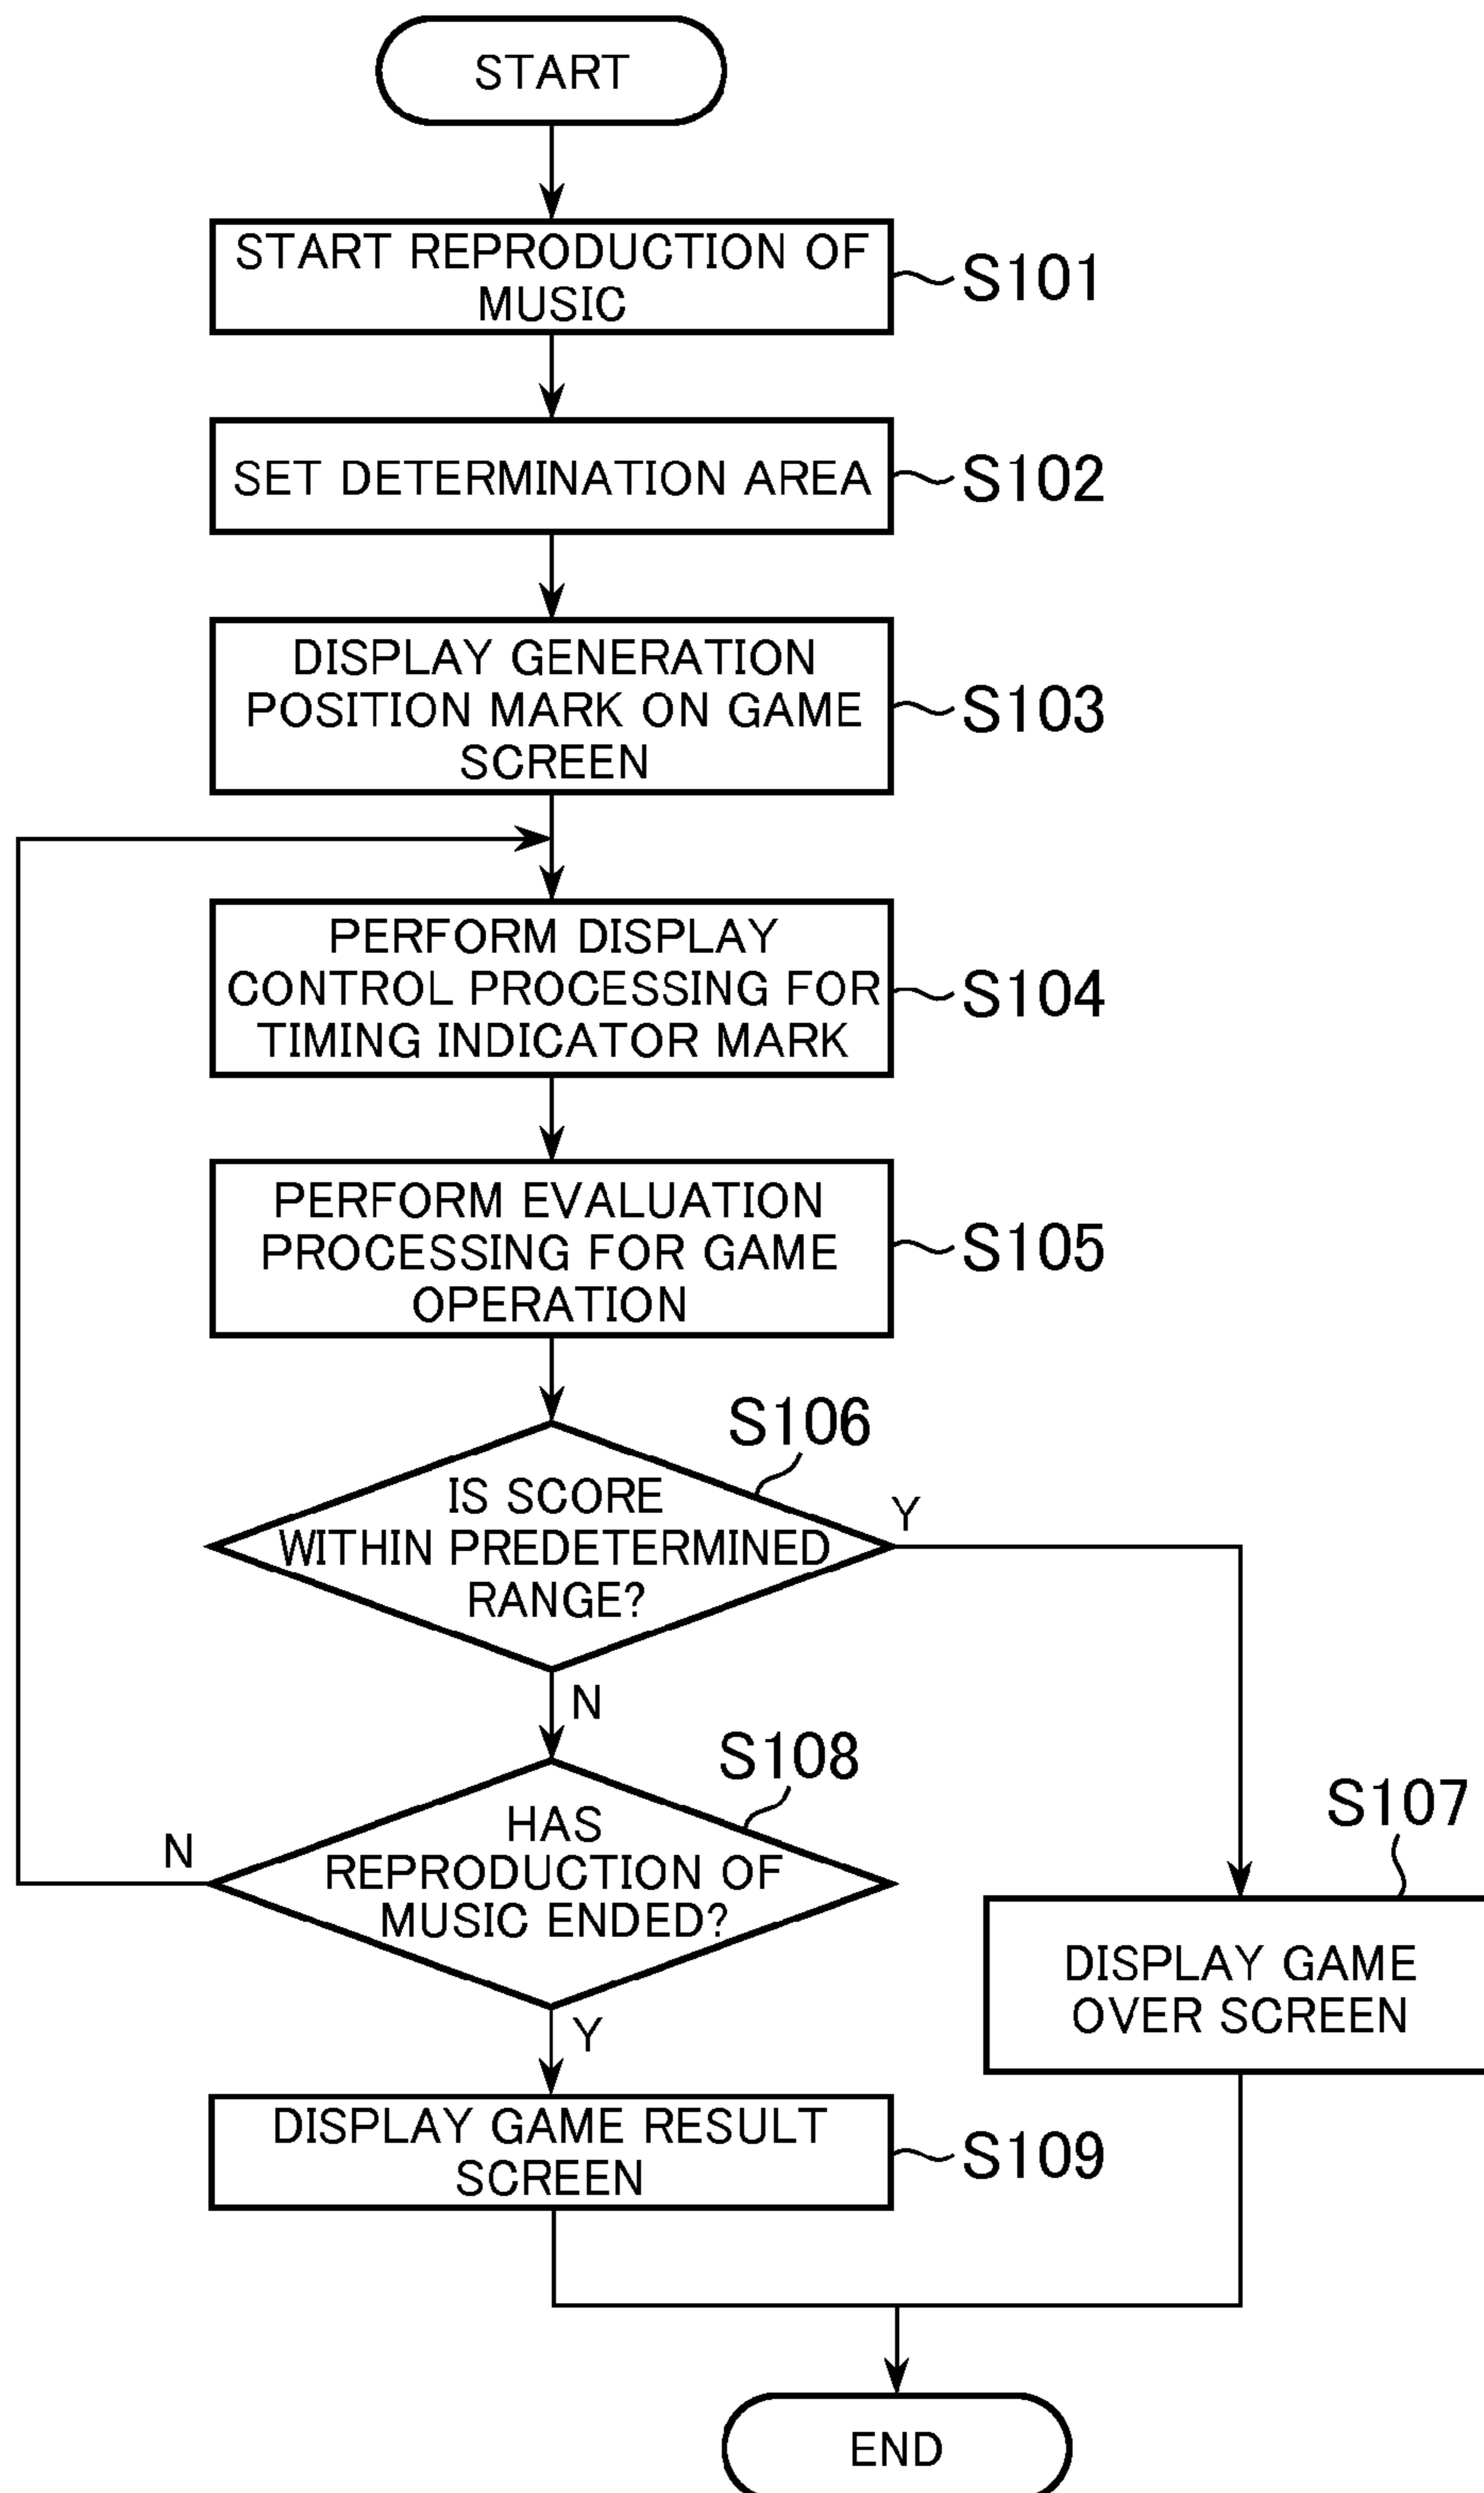 START
START REPRODUCTION OF
MUSIC
S101
SET DETERMINATION AREA
S102
DISPLAY GENERATION
POSITION MARK ON GAME
SCREEN
S103
PERFORM DISPLAY
CONTROL PROCESSING FOR
TIMING INDICATOR MARK
S104
PERFORM EVALUATION
PROCESSING FOR GAME
OPERATION
S105
S106
IS SCORE
WITHIN PREDETERMINED
RANGE?
Y
N
S108
HAS
REPRODUCTION OF
MUSIC ENDED?
N
Y
S107
DISPLAY GAME
OVER SCREEN
DISPLAY GAME RESULT
SCREEN
S109
END